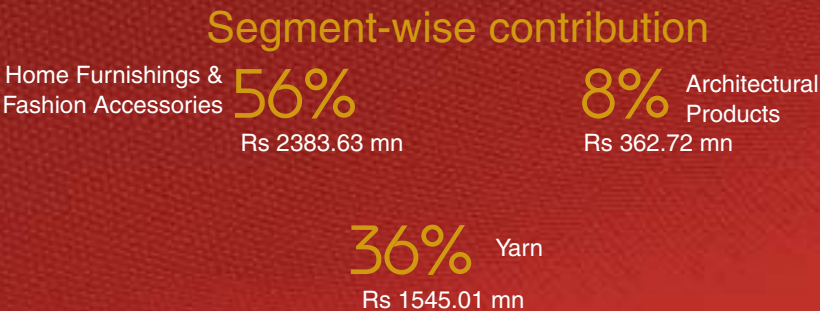 Segment-wise contribution
Home Furnishings &
Fashion Accessories
56%
Rs 2383.63 mn
8%
Architectural
Products
Rs 362.72 mn
36%
Yarn
Rs 1545.01 mn